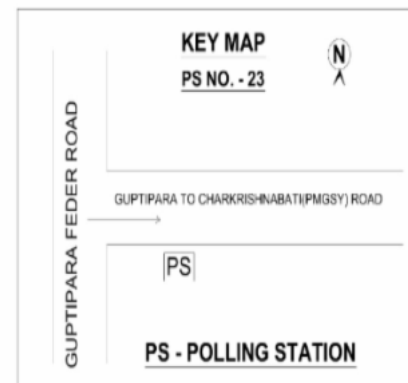 KEY MAP
N
PS NO. - 23
GUPTIPARA FEDER ROAD
GUPTIPARA TO CHARKRISHNABATI(PMGSY) ROAD
PS
PS - POLLING STATION